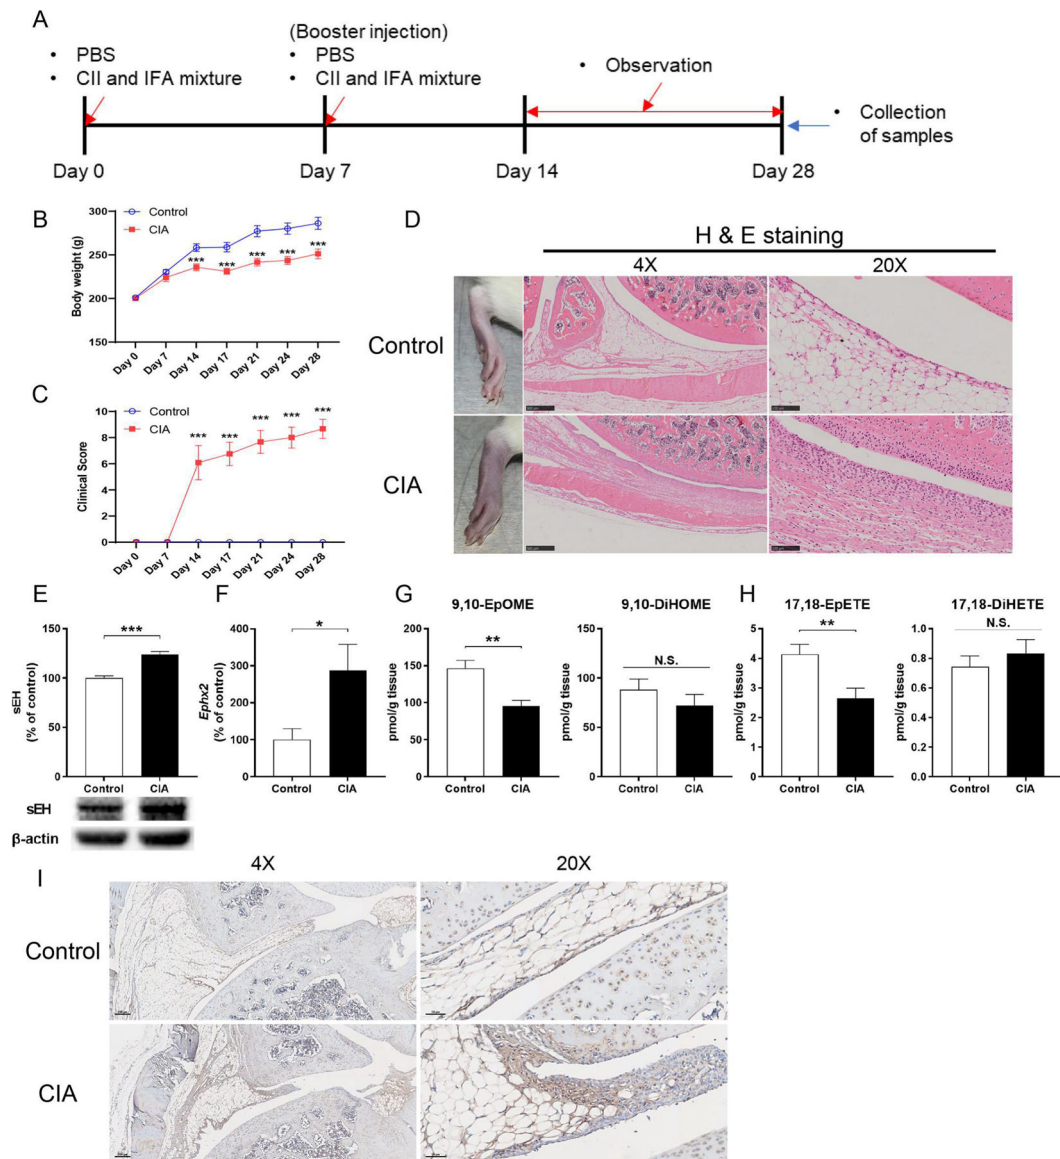 A
(Booster injection)
• PBS
• CII and IFA mixture
• PBS
• CII and IFA mixture
• Observation
• Collection
of samples
Day 0
Day 7
Day 14
Day 28
B
Body weight (g)
300
250
200
150
Control
CIA
***
***
***
***
***
Day 0
Day 7
Day 14
Day 17
Day 21
Day 24
Day 28
C
Clinical Score
10
8
6
4
2
0
Control
CIA
***
***
***
***
***
Day 0
Day 7
Day 14
Day 17
Day 21
Day 24
Day 28
D
H & E staining
4X
20X
Control
CIA
E
sEH
(% of control)
150
100
50
0
***
Control
CIA
sEH
β-actin
F
Ephx2
(% of control)
400
300
200
100
0
*
Control
CIA
G
9,10-EpOME
pmol/g tissue
200
150
100
50
0
**
Control
CIA
9,10-DiHOME
pmol/g tissue
150
100
50
0
N.S.
Control
CIA
H
17,18-EpETE
pmol/g tissue
6
5
4
3
2
1
0
**
Control
CIA
17,18-DiHETE
pmol/g tissue
1.0
0.8
0.6
0.4
0.2
0.0
N.S.
Control
CIA
I
4X
20X
Control
CIA